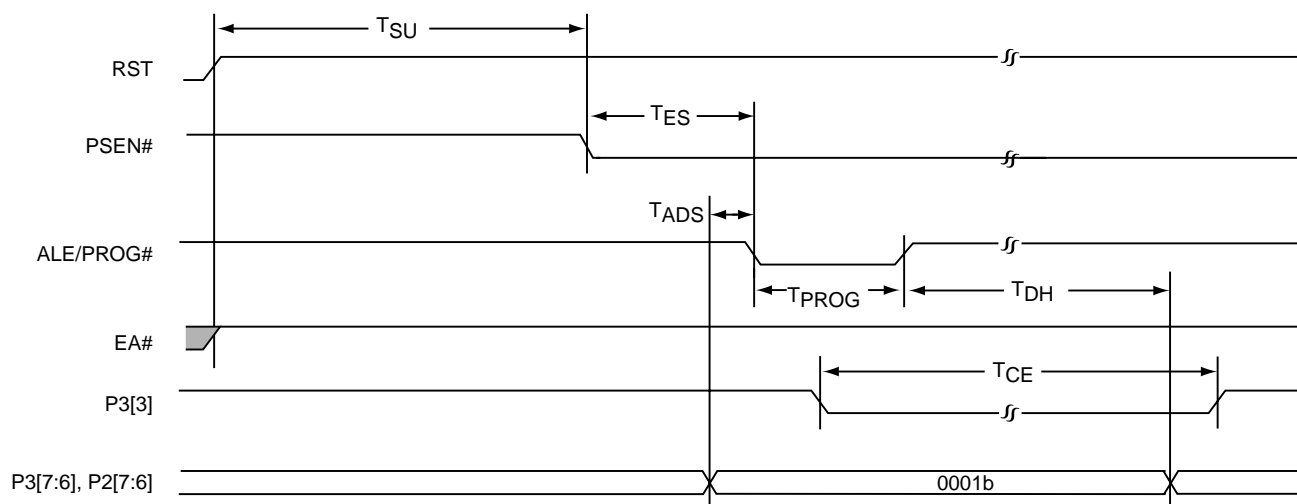 TSU
RST
TES
PSEN#
TADS
ALE/PROG#
TPROG
TDH
EA#
TCE
P3[3]
P3[7:6], P2[7:6]
0001b